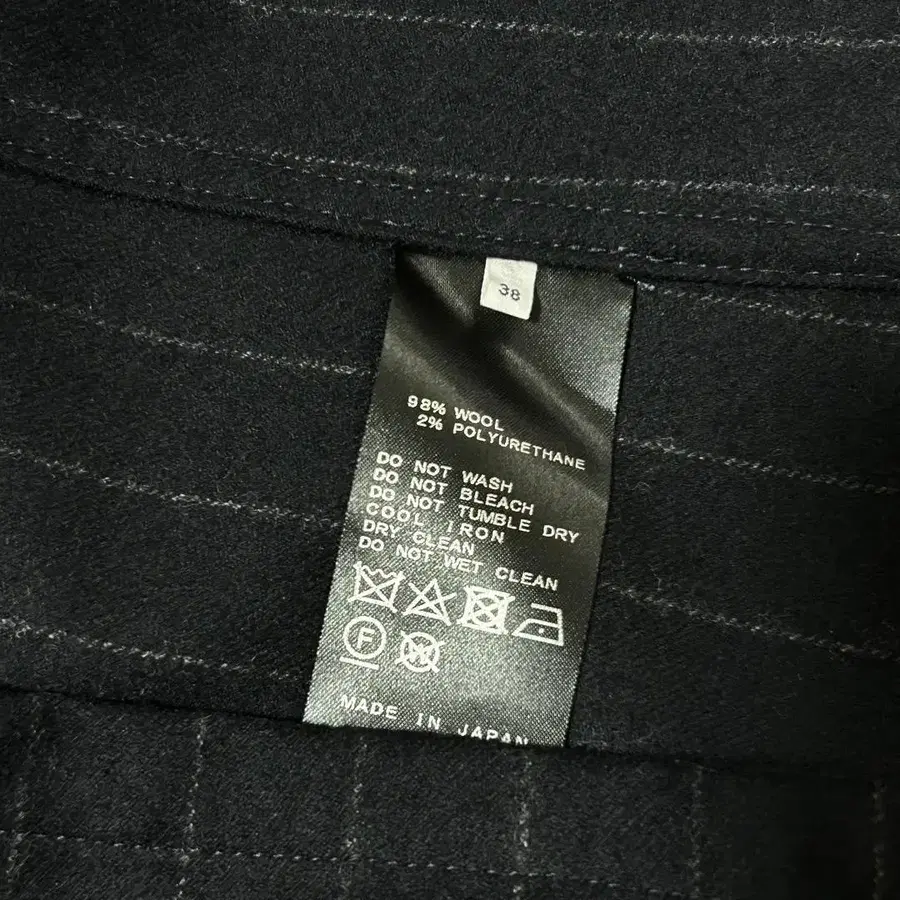 38
98% WOOL
2% POLYURETHANE
DO NOT WASH
DO NOT BLEACH
DO NOT TUMBLE DRY
COOL IRON
DRY CLEAN
DO NOT WET CLEAN
F
MADE IN JAPAN